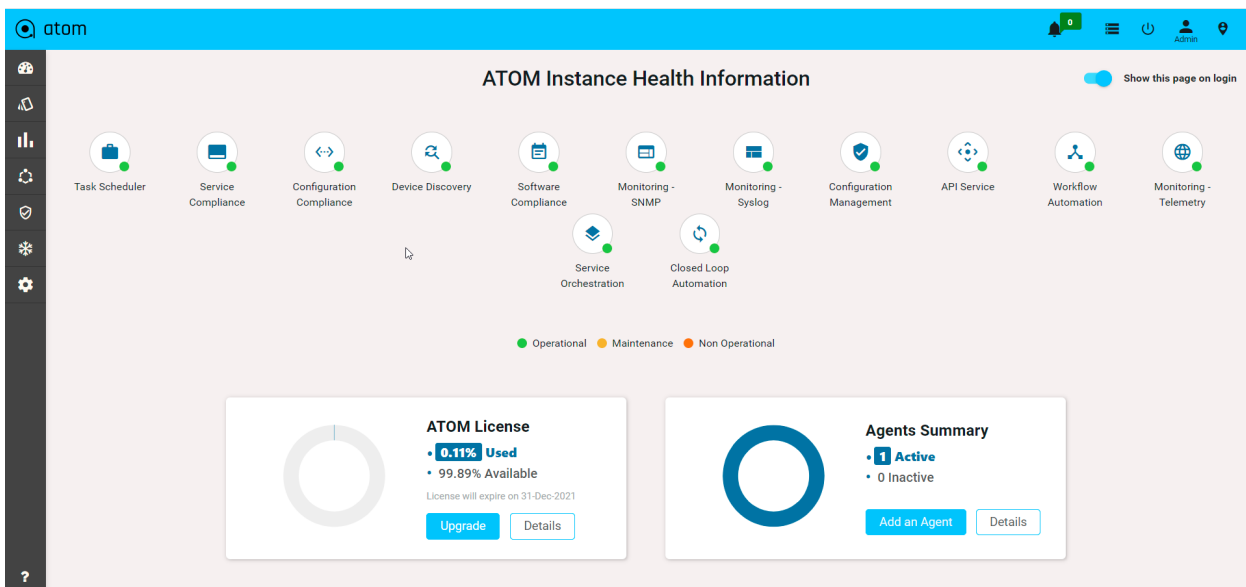 atom
0
Admin
ATOM Instance Health Information
Show this page on login
Task Scheduler
Service
Compliance
Configuration
Compliance
Device Discovery
Software
Compliance
Monitoring -
SNMP
Monitoring -
Syslog
Configuration
Management
API Service
Workflow
Automation
Monitoring -
Telemetry
Service
Orchestration
Closed Loop
Automation
Operational
Maintenance
Non Operational
ATOM License
• 0.11% Used
• 99.89% Available
License will expire on 31-Dec-2021
Upgrade
Details
Agents Summary
• 1 Active
• 0 Inactive
Add an Agent
Details
?